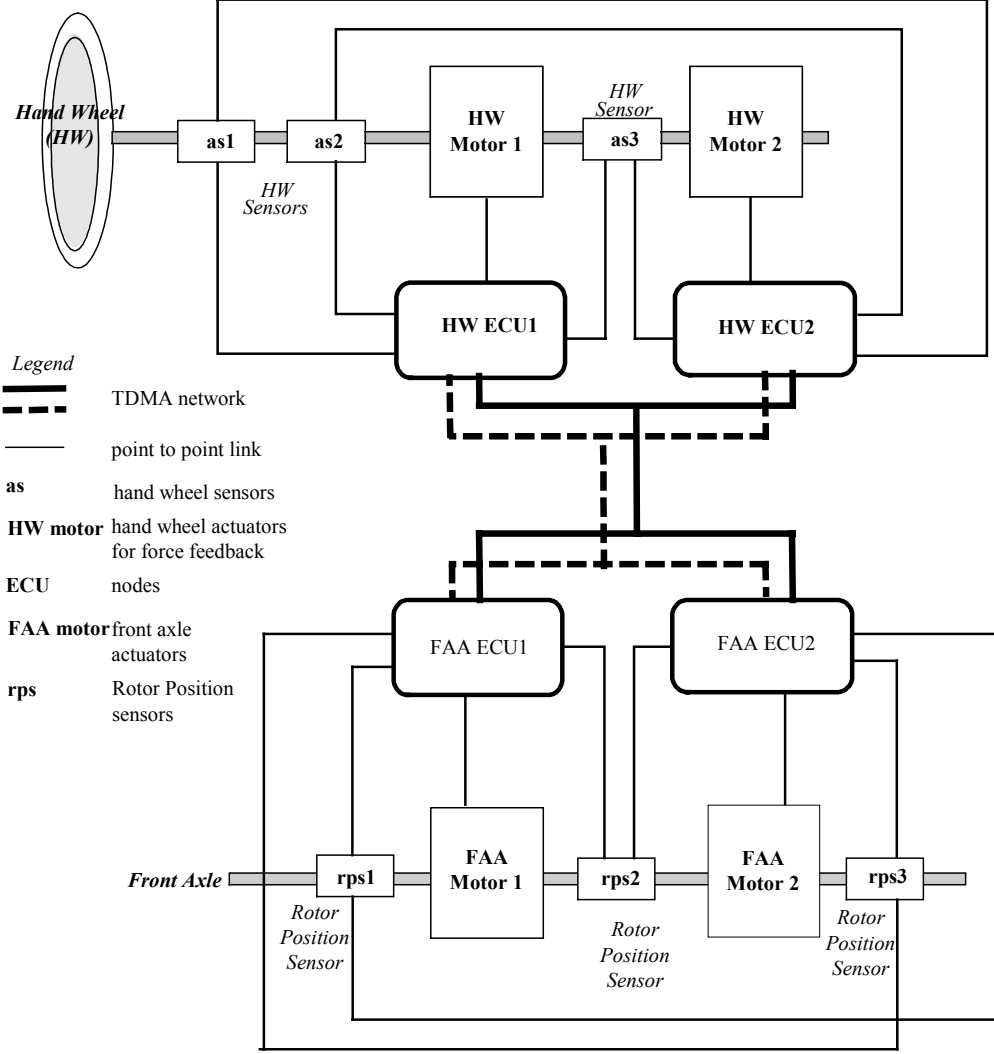 Hand Wheel
(HW)
as1
as2
HW
Sensors
HW
Motor 1
HW
Sensor
as3
HW
Motor 2
HW ECU1
HW ECU2
Legend
TDMA network
point to point link
as hand wheel sensors
HW motor hand wheel actuators
for force feedback
ECU nodes
FAA motor front axle
actuators
rps Rotor Position
sensors
FAA ECU1
FAA ECU2
Front Axle
rps1
FAA
Motor 1
rps2
FAA
Motor 2
rps3
Rotor
Position
Sensor
Rotor
Position
Sensor
Rotor
Position
Sensor